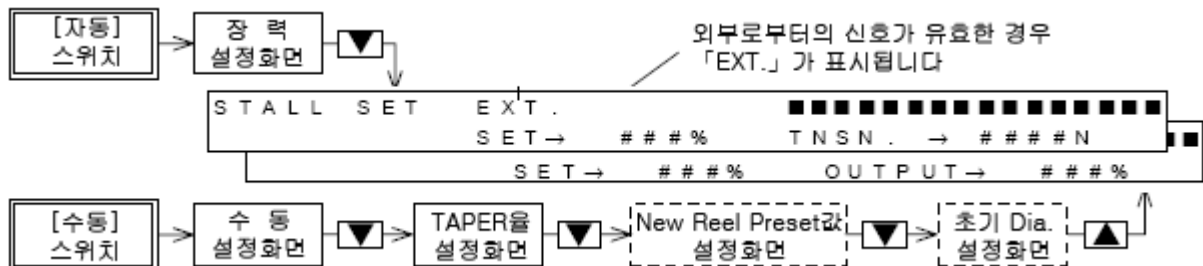 [자동]
스위치
장 력
설정화면
▼
외부로부터의 신호가 유효한 경우
「EXT.」가 표시됩니다
STALL SET EXT. ■■■■■■■■■■■■■■■■
SET→ ###% TNSN. → ####N
■■
SET→ ###% OUTPUT→ ###%
[수동]
스위치
수 동
설정화면
▼
TAPER율
설정화면
▼
New Reel Preset값
설정화면
▼
초기 Dia.
설정화면
▲